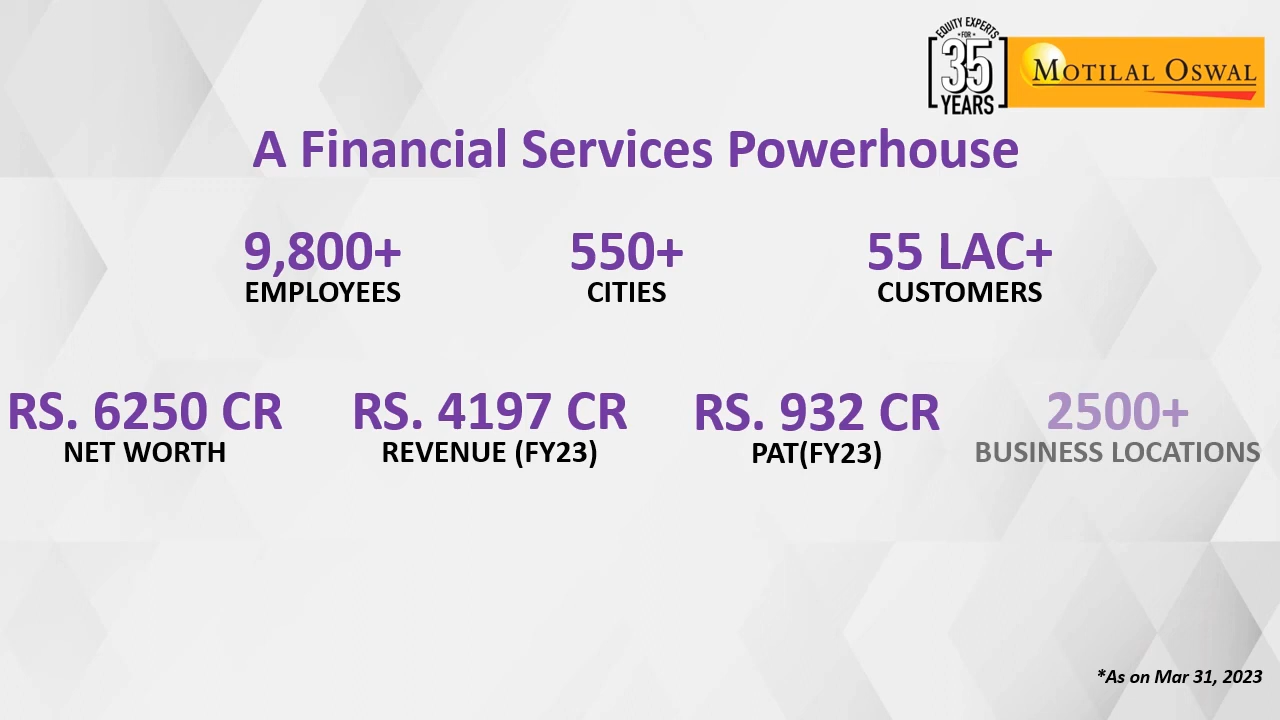 EQUITY EXPERTS
•FOR•
35
YEARS
MOTILAL OSWAL
A Financial Services Powerhouse
9,800+
EMPLOYEES
550+
CITIES
55 LAC+
CUSTOMERS
RS. 6250 CR
NET WORTH
RS. 4197 CR
REVENUE (FY23)
RS. 932 CR
PAT(FY23)
2500+
BUSINESS LOCATIONS
*As on Mar 31, 2023